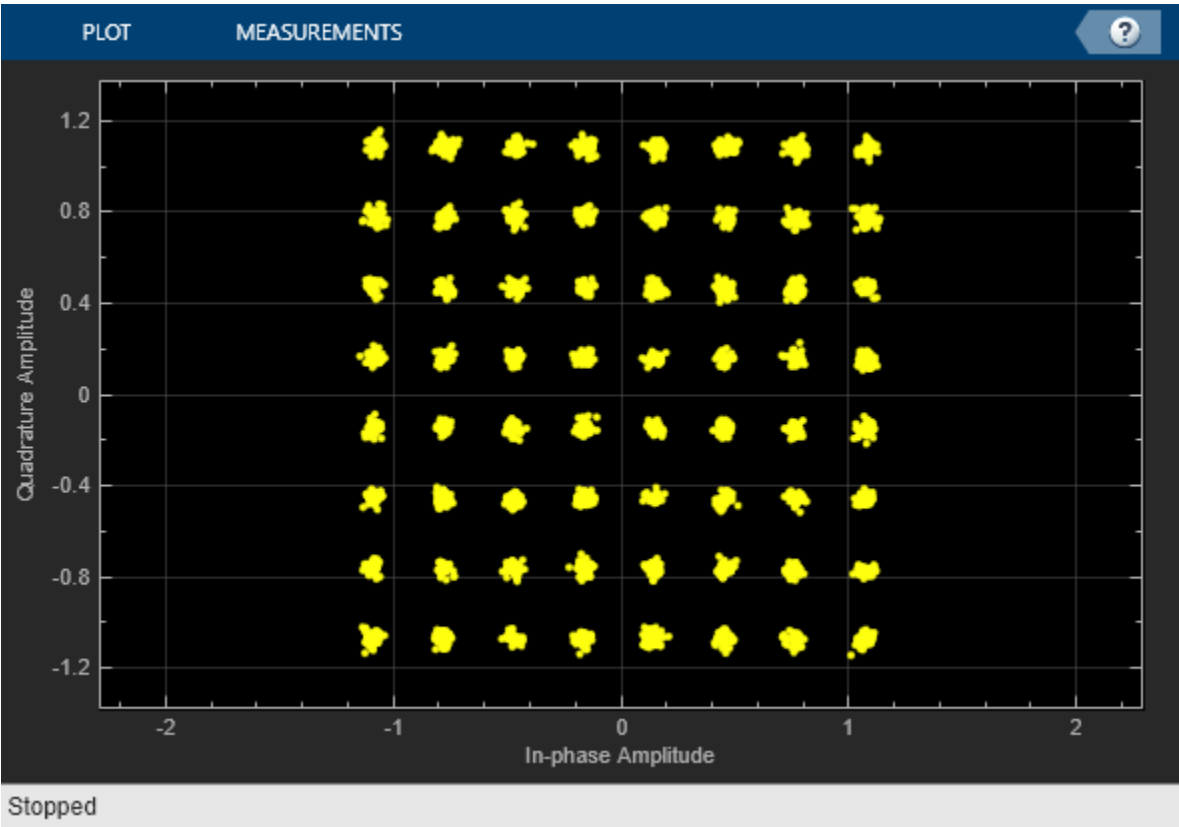 PLOT MEASUREMENTS ?
1.2
0.8
0.4
0
-0.4
-0.8
-1.2
Quadrature Amplitude
-2 -1 0 1 2
In-phase Amplitude
Stopped